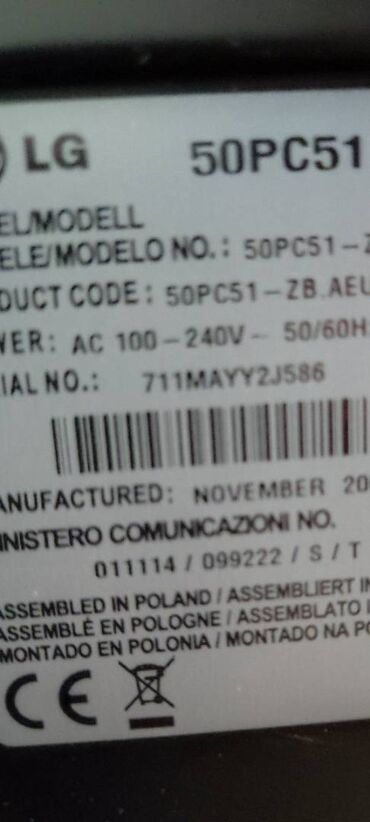 LG 50PC51
EL/MODELL
ELE/MODELO NO.: 50PC51-Z
DUCT CODE: 50PC51-ZB.AEU
WER: AC 100-240V~ 50/60H
IAL NO.: 711MAYY2J586
ANUFACTURED: NOVEMBER 20
INISTERO COMUNICAZIONI NO.
011114 / 099222 / S / T
ASSEMBLED IN POLAND / ASSEMBLIERT IN
ASSEMBLÉ EN POLOGNE / ASSEMBLATO I
MONTADO EN POLONIA / MONTADO NA PO
CE